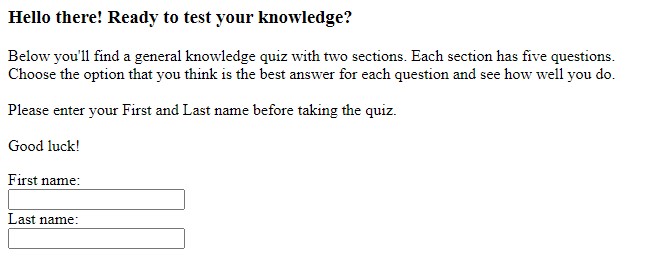 Hello there! Ready to test your knowledge?
Below you'll find a general knowledge quiz with two sections. Each section has five questions.
Choose the option that you think is the best answer for each question and see how well you do.
Please enter your First and Last name before taking the quiz.
Good luck!
First name:
Last name: